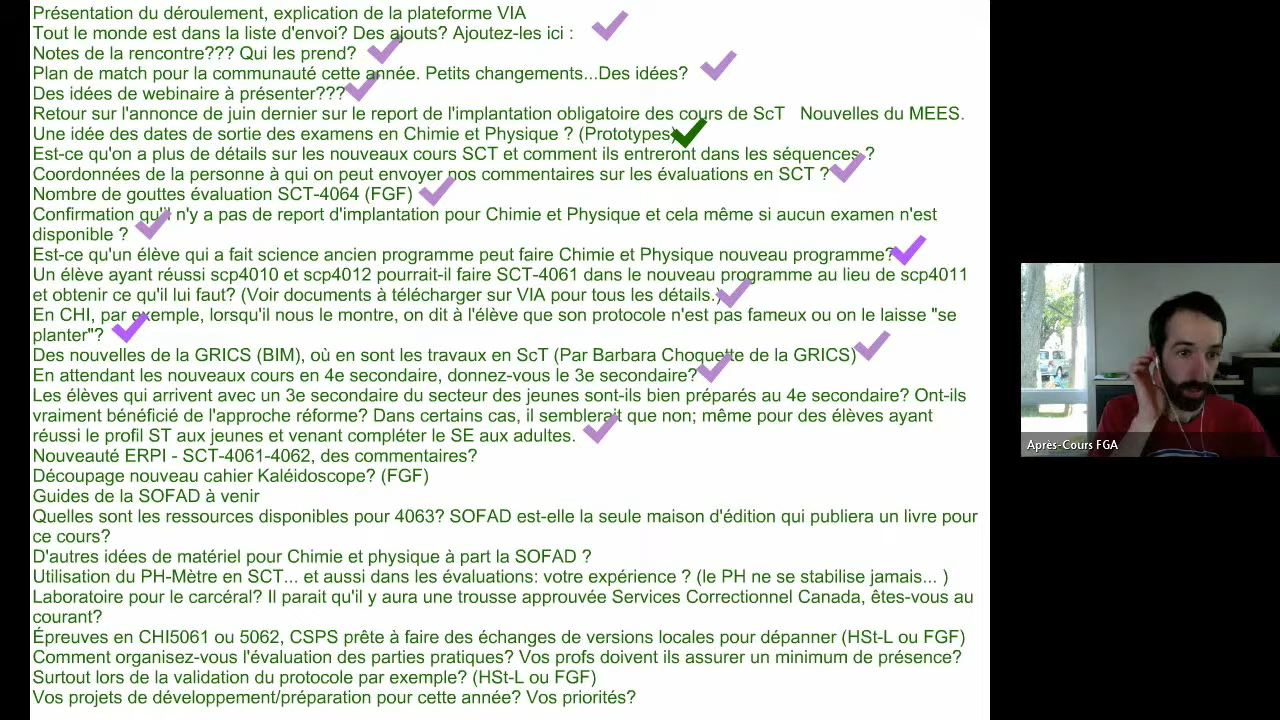 Présentation du déroulement, explication de la plateforme VIA
Tout le monde est dans la liste d'envoi? Des ajouts? Ajoutez-les ici :
Notes de la rencontre??? Qui les prend?
Plan de match pour la communauté cette année. Petits changements...Des idées?
Des idées de webinaire à présenter???
Retour sur l'annonce de juin dernier sur le report de l'implantation obligatoire des cours de ScT   Nouvelles du MEES.
Une idée des dates de sortie des examens en Chimie et Physique ? (Prototypes)
Est-ce qu'on a plus de détails sur les nouveaux cours SCT et comment ils entreront dans les séquences ?
Coordonnées de la personne à qui on peut envoyer nos commentaires sur les évaluations en SCT ?
Nombre de gouttes évaluation SCT-4064 (FGF)
Confirmation qu'il n'y a pas de report d'implantation pour Chimie et Physique et cela même si aucun examen n'est
disponible ?
Est-ce qu'un élève qui a fait science ancien programme peut faire Chimie et Physique nouveau programme?
Un élève ayant réussi scp4010 et scp4012 pourrait-il faire SCT-4061 dans le nouveau programme au lieu de scp4011
et obtenir ce qu'il lui faut? (Voir documents à télécharger sur VIA pour tous les détails.)
En CHI, par exemple, lorsqu'il nous le montre, on dit à l'élève que son protocole n'est pas fameux ou on le laisse "se
planter"?
Des nouvelles de la GRICS (BIM), où en sont les travaux en ScT (Par Barbara Choquette de la GRICS)
En attendant les nouveaux cours en 4e secondaire, donnez-vous le 3e secondaire?
Les élèves qui arrivent avec un 3e secondaire du secteur des jeunes sont-ils bien préparés au 4e secondaire? Ont-ils
vraiment bénéficié de l'approche réforme? Dans certains cas, il semblerait que non; même pour des élèves ayant
réussi le profil ST aux jeunes et venant compléter le SE aux adultes.
Nouveauté ERPI - SCT-4061-4062, des commentaires?
Découpage nouveau cahier Kaléidoscope? (FGF)
Guides de la SOFAD à venir
Quelles sont les ressources disponibles pour 4063? SOFAD est-elle la seule maison d'édition qui publiera un livre pour
ce cours?
D'autres idées de matériel pour Chimie et physique à part la SOFAD ?
Utilisation du PH-Mètre en SCT... et aussi dans les évaluations: votre expérience ? (le PH ne se stabilise jamais... )
Laboratoire pour le carcéral? Il parait qu'il y aura une trousse approuvée Services Correctionnel Canada, êtes-vous au
courant?
Épreuves en CHI5061 ou 5062, CSPS prête à faire des échanges de versions locales pour dépanner (HSt-L ou FGF)
Comment organisez-vous l'évaluation des parties pratiques? Vos profs doivent ils assurer un minimum de présence?
Surtout lors de la validation du protocole par exemple? (HSt-L ou FGF)
Vos projets de développement/préparation pour cette année? Vos priorités?
Après-Cours FGA